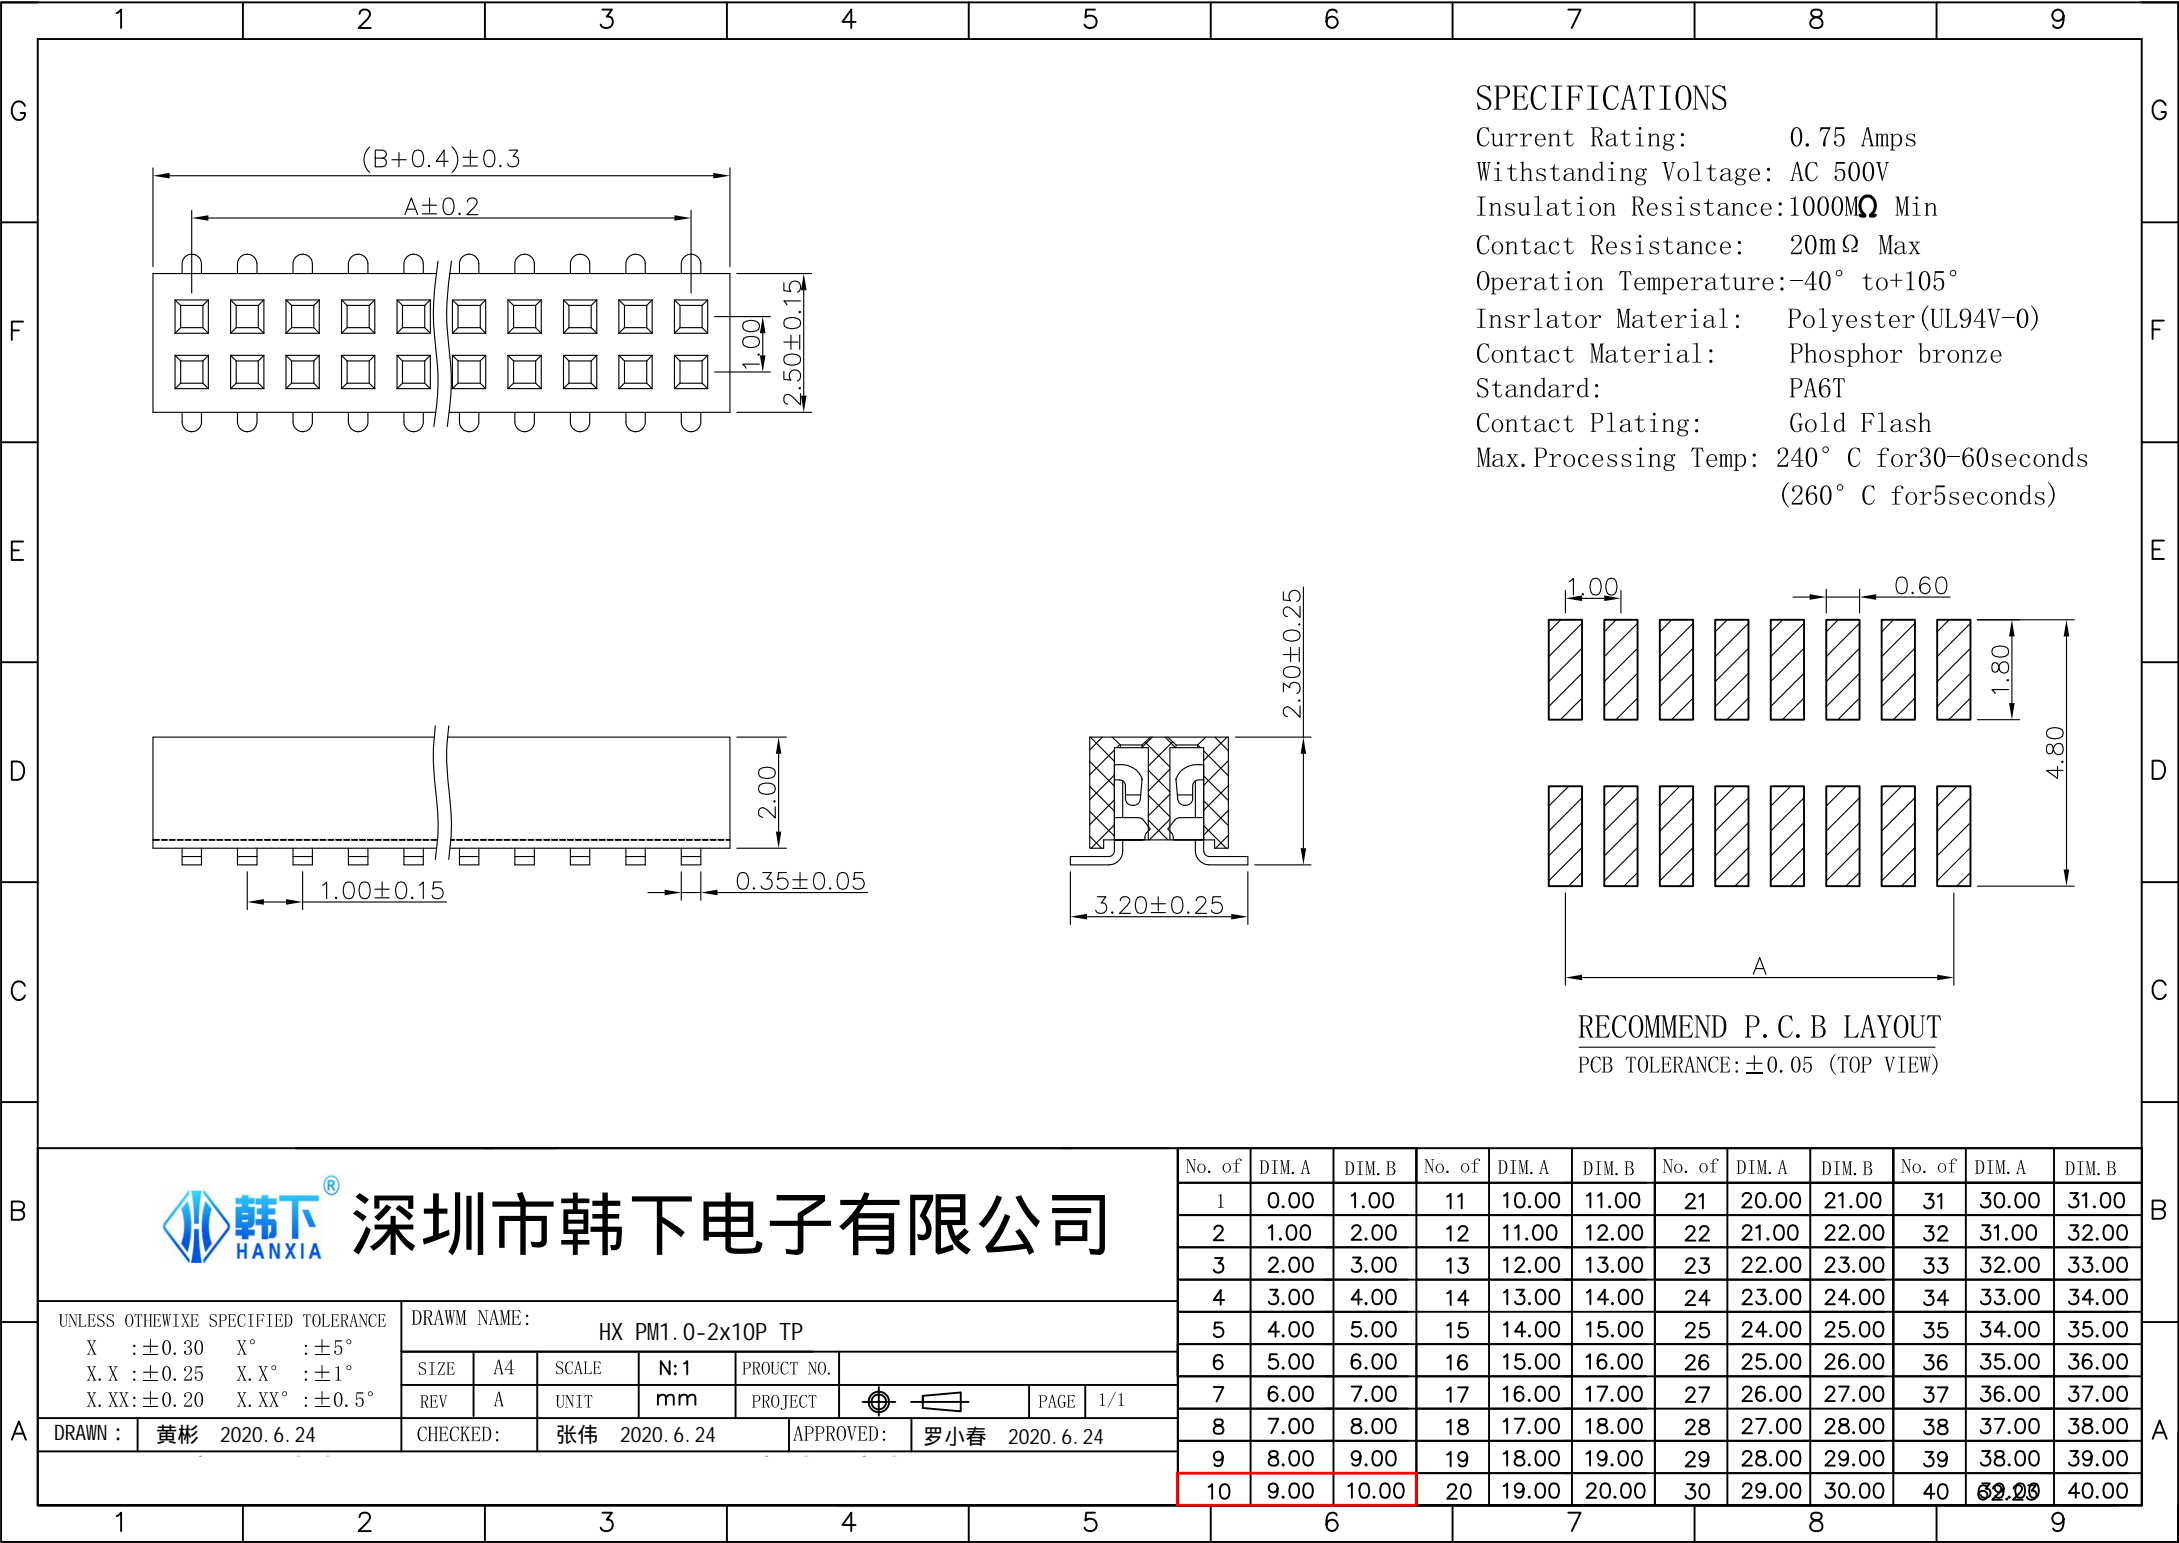 1 2 3 4 5 6 7 8 9
G G
F F
E E
D D
C C
B B
A A
(B+0.4)±0.3
A±0.2
1.00
2.50±0.15
SPECIFICATIONS
Current Rating: 0.75 Amps
Withstanding Voltage: AC 500V
Insulation Resistance:1000MΩ Min
Contact Resistance: 20mΩ Max
Operation Temperature:-40° to+105°
Insrlator Material: Polyester(UL94V-0)
Contact Material: Phosphor bronze
Standard: PA6T
Contact Plating: Gold Flash
Max.Processing Temp: 240° C for30-60seconds
(260° C for5seconds)
2.00
1.00±0.15
0.35±0.05
2.30±0.25
3.20±0.25
1.00
0.60
1.80
4.80
A
RECOMMEND P.C.B LAYOUT
PCB TOLERANCE:±0.05 (TOP VIEW)
韩下® HANXIA 深圳市韩下电子有限公司
UNLESS OTHEWIXE SPECIFIED TOLERANCE
X :±0.30 X° :±5°
X.X :±0.25 X.X° :±1°
X.XX:±0.20 X.XX° :±0.5°
DRAWM NAME: HX PM1.0-2x10P TP
SIZE A4 SCALE N:1 PROUCT NO.
REV A UNIT mm PROJECT PAGE 1/1
DRAWN : 黄彬 2020.6.24 CHECKED: 张伟 2020.6.24 APPROVED: 罗小春 2020.6.24
No. of DIM.A DIM.B No. of DIM.A DIM.B No. of DIM.A DIM.B No. of DIM.A DIM.B
1 0.00 1.00 11 10.00 11.00 21 20.00 21.00 31 30.00 31.00
2 1.00 2.00 12 11.00 12.00 22 21.00 22.00 32 31.00 32.00
3 2.00 3.00 13 12.00 13.00 23 22.00 23.00 33 32.00 33.00
4 3.00 4.00 14 13.00 14.00 24 23.00 24.00 34 33.00 34.00
5 4.00 5.00 15 14.00 15.00 25 24.00 25.00 35 34.00 35.00
6 5.00 6.00 16 15.00 16.00 26 25.00 26.00 36 35.00 36.00
7 6.00 7.00 17 16.00 17.00 27 26.00 27.00 37 36.00 37.00
8 7.00 8.00 18 17.00 18.00 28 27.00 28.00 38 37.00 38.00
9 8.00 9.00 19 18.00 19.00 29 28.00 29.00 39 38.00 39.00
10 9.00 10.00 20 19.00 20.00 30 29.00 30.00 40 40.00
1 2 3 4 5 6 7 8 9